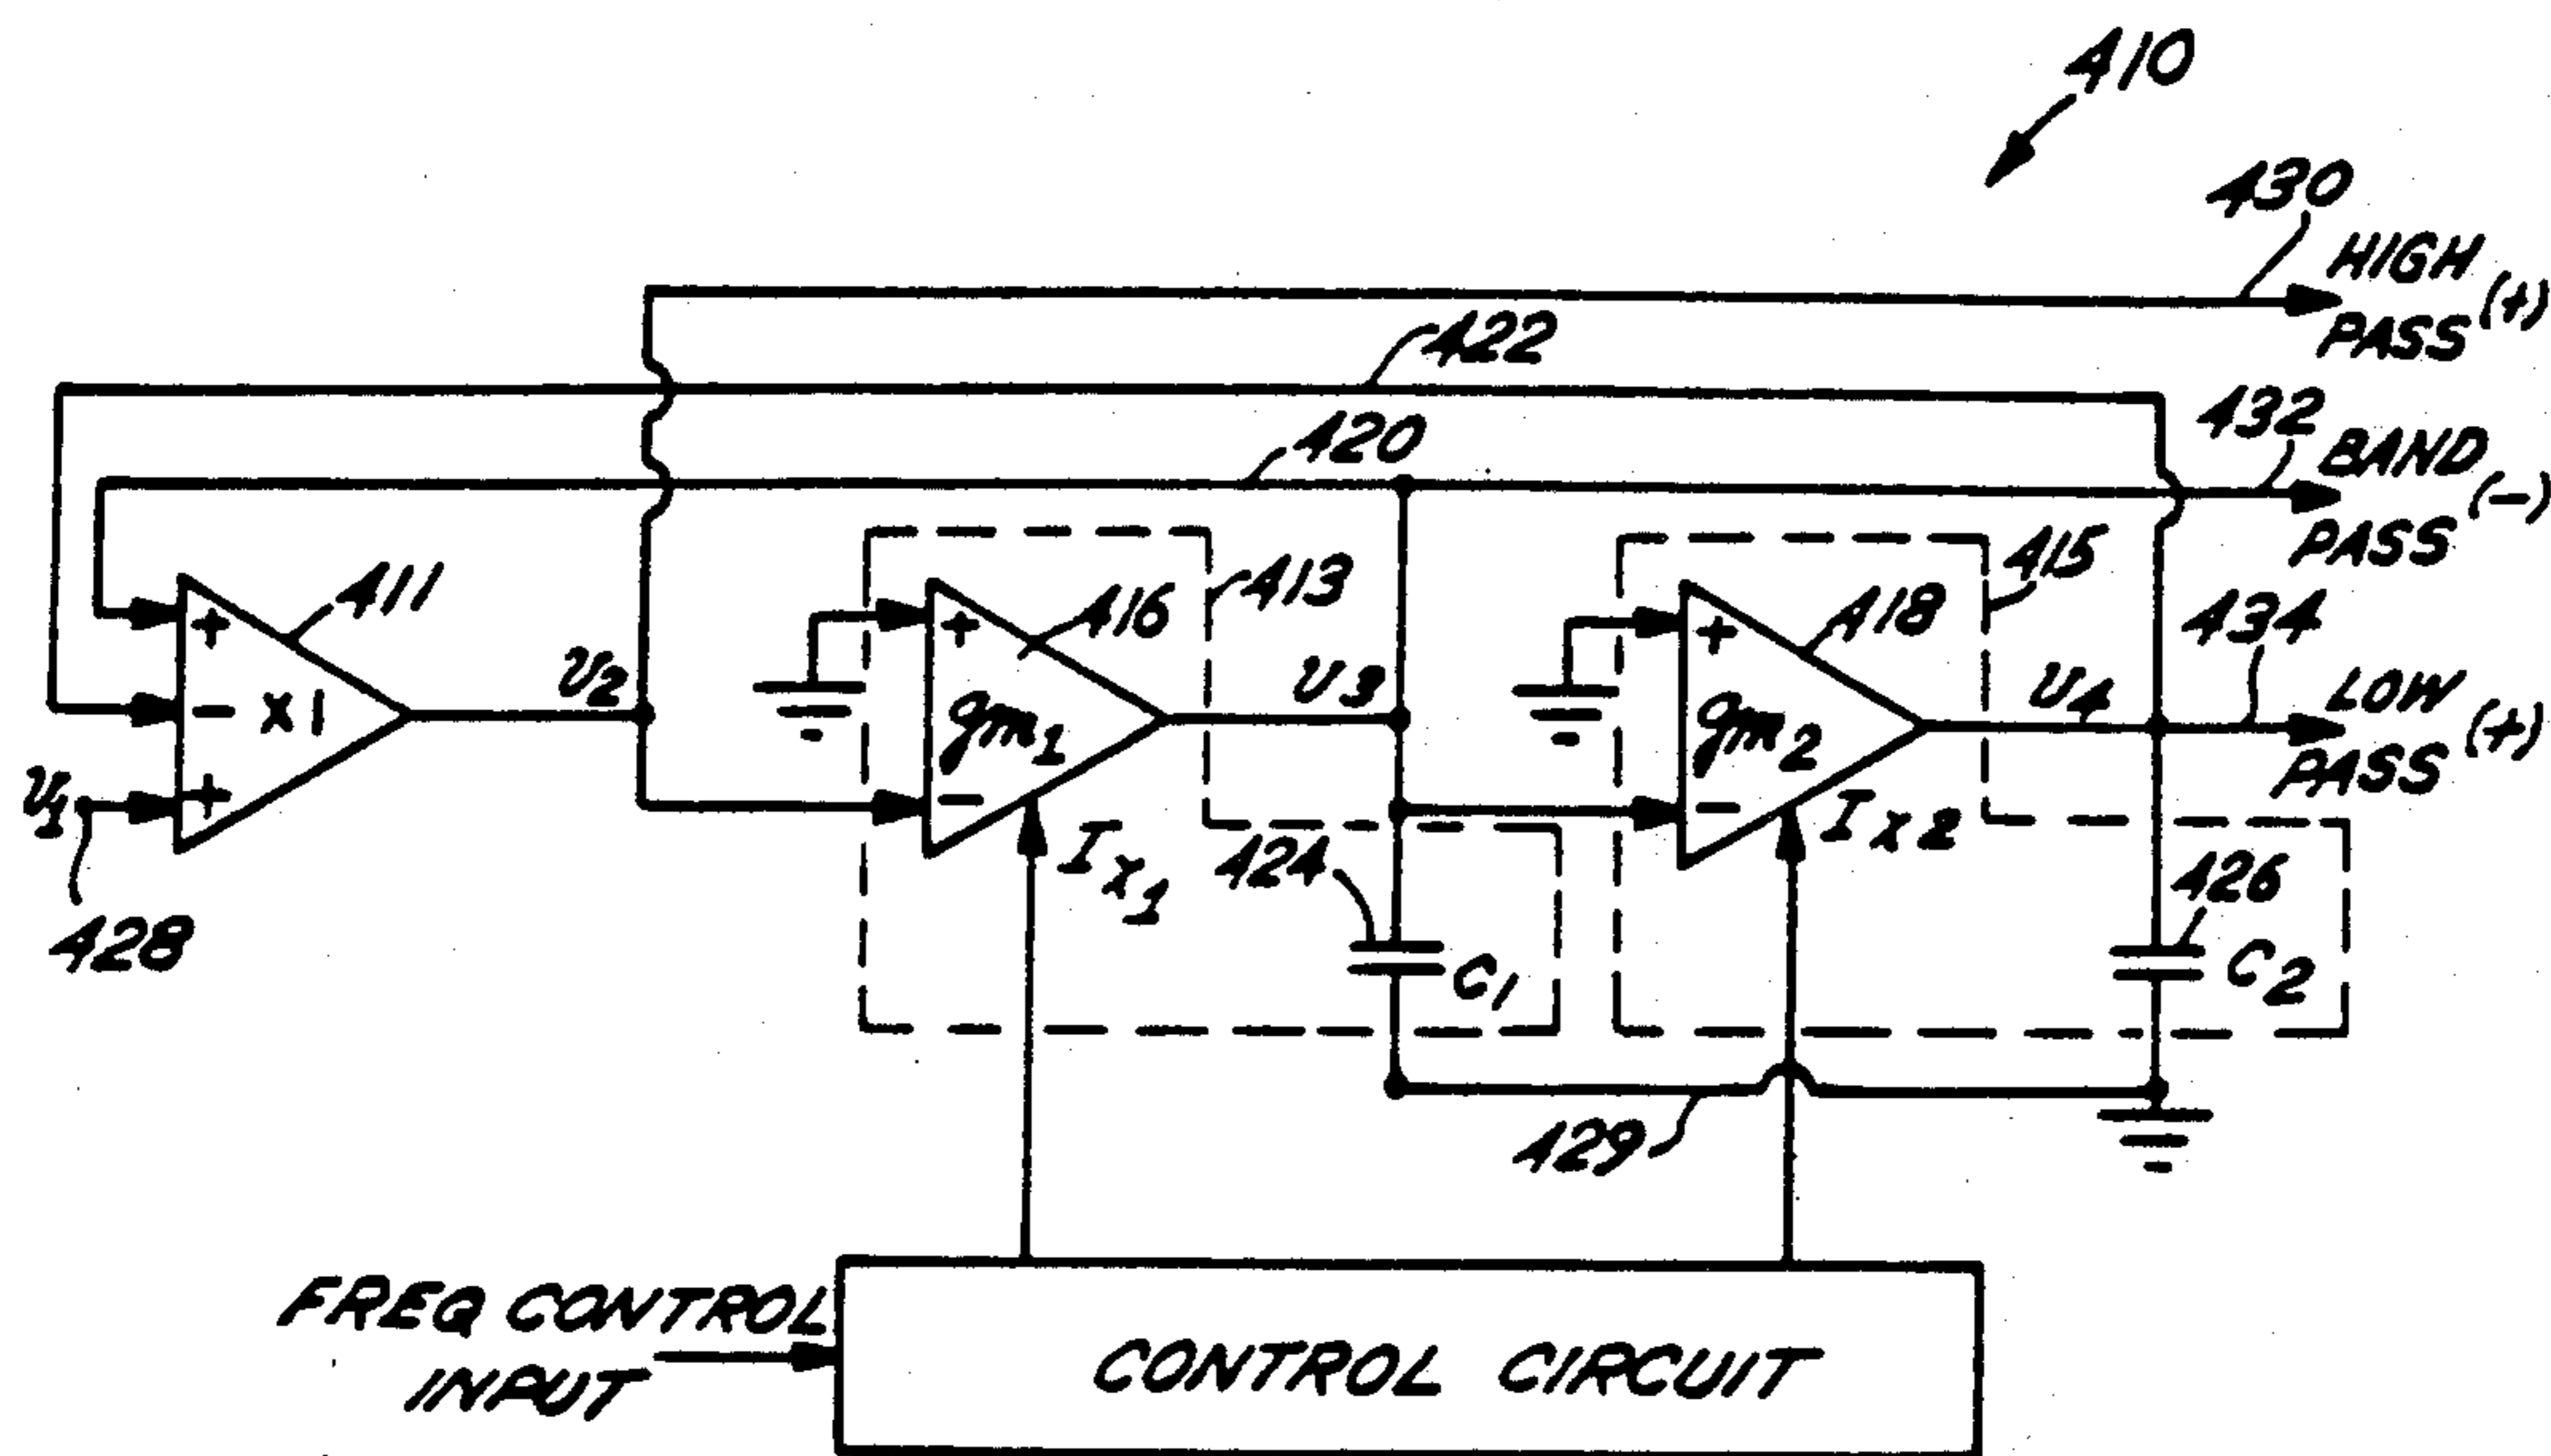 410
430
HIGH
PASS (+)
422
432
BAND
PASS (-)
420
411
+
- X1
+
V1
428
V2
416
+
gm1
-
Ix1
413
V3
424
C1
418
+
gm2
-
Ix2
415
V4
434
LOW
PASS (+)
426
C2
429
FREQ CONTROL
INPUT
CONTROL CIRCUIT